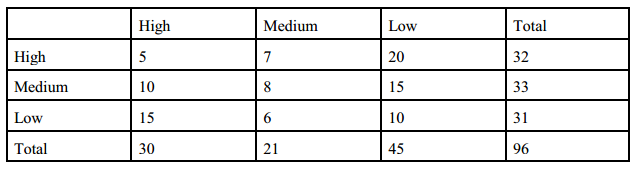 High Medium Low Total
High 5 7 20 32
Medium 10 8 15 33
Low 15 6 10 31
Total 30 21 45 96